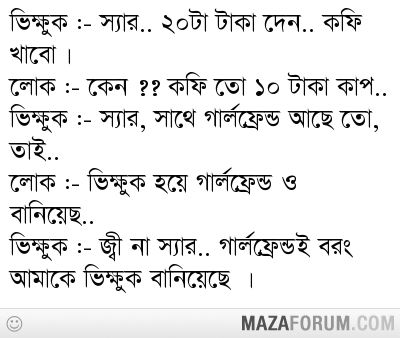 ভিক্ষুক :- স্যার.. ২০টা টাকা দেন.. কফি
খাবো ।
লোক :- কেন ?? কফি তো ১০ টাকা কাপ..
ভিক্ষুক :- স্যার, সাথে গার্লফ্রেন্ড আছে তো,
তাই..
লোক :- ভিক্ষুক হয়ে গার্লফ্রেন্ড ও
বানিয়েছ..
ভিক্ষুক :- জ্বী না স্যার.. গার্লফ্রেন্ডই বরং
আমাকে ভিক্ষুক বানিয়েছে ।
MAZAFORUM.COM